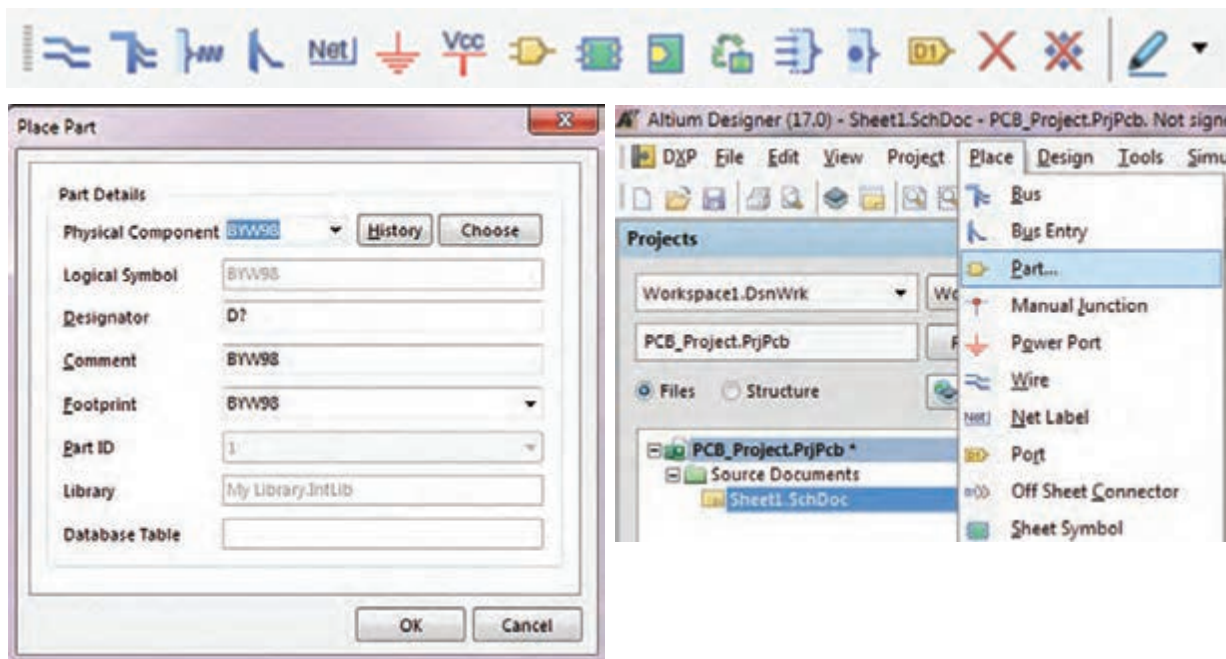 Net
Vcc
D1
Place Part
Part Details
Physical Component BYW98 History Choose
Logical Symbol BYW98
Designator D?
Comment BYW98
Footprint BYW98
Part ID 1
Library My Library.IntLib
Database Table
OK Cancel
Altium Designer (17.0) - Sheet1.SchDoc - PCB_Project.PrjPcb. Not signe
DXP File Edit View Project Place Design Tools Simu
Projects
Workspace1.DsnWrk
PCB_Project.PrjPcb
Files Structure
PCB_Project.PrjPcb *
Source Documents
Sheet1.SchDoc
Bus
Bus Entry
Part...
Manual Junction
Power Port
Wire
Net Net Label
D1 Port
Off Sheet Connector
Sheet Symbol